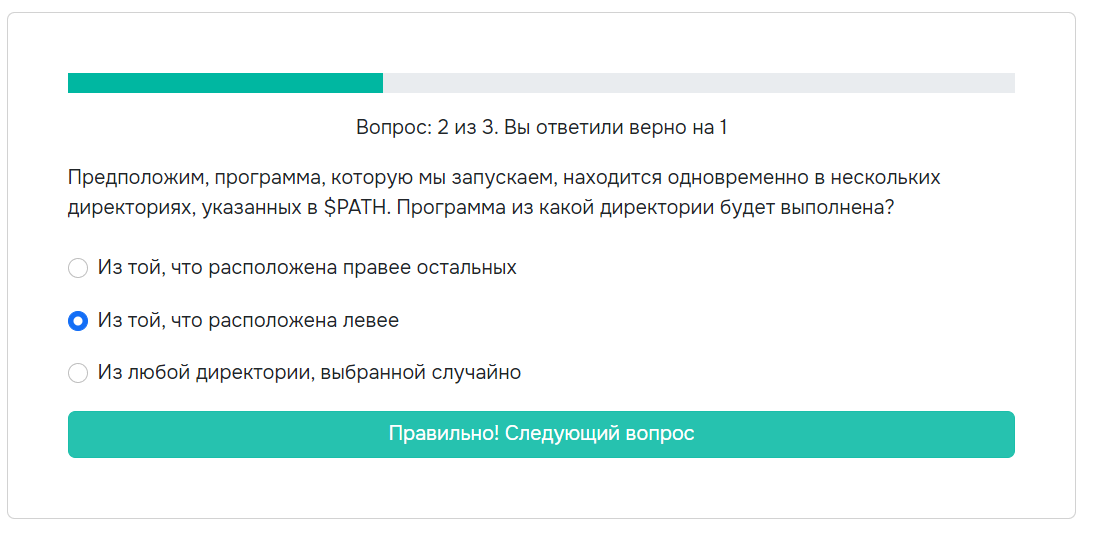 Вопрос: 2 из 3. Вы ответили верно на 1
Предположим, программа, которую мы запускаем, находится одновременно в нескольких
директориях, указанных в $PATH. Программа из какой директории будет выполнена?
Из той, что расположена правее остальных
Из той, что расположена левее
Из любой директории, выбранной случайно
Правильно! Следующий вопрос